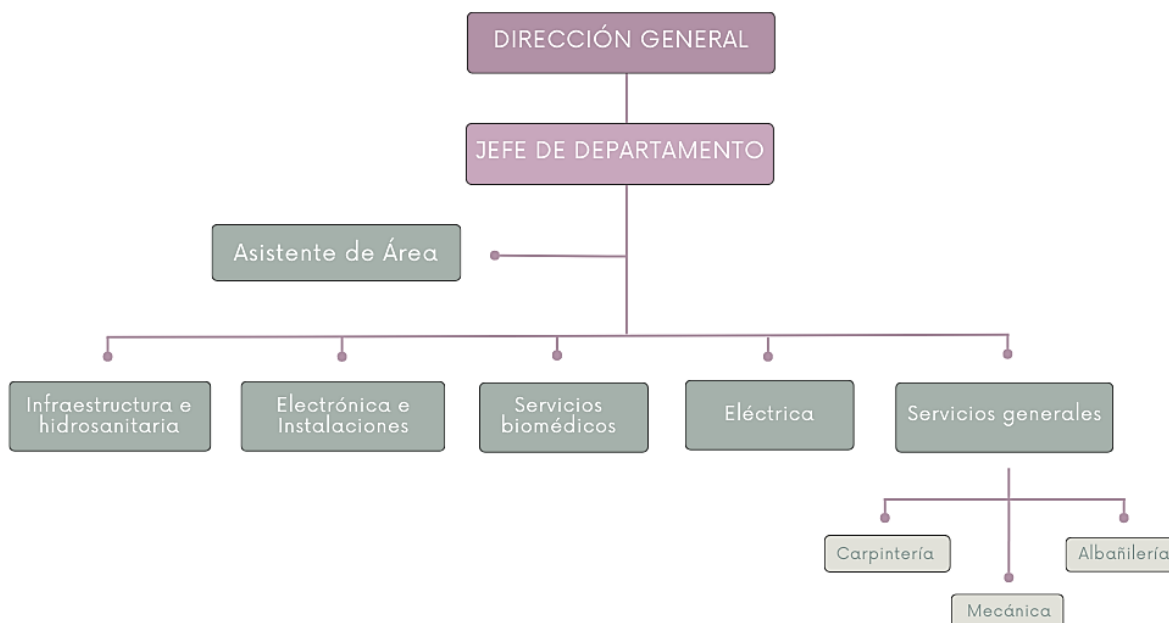 DIRECCIÓN GENERAL
JEFE DE DEPARTAMENTO
Asistente de Área
Infraestructura e
hidrosanitaria
Electrónica e
Instalaciones
Servicios
biomédicos
Eléctrica
Servicios generales
Carpintería
Albañilería
Mecánica